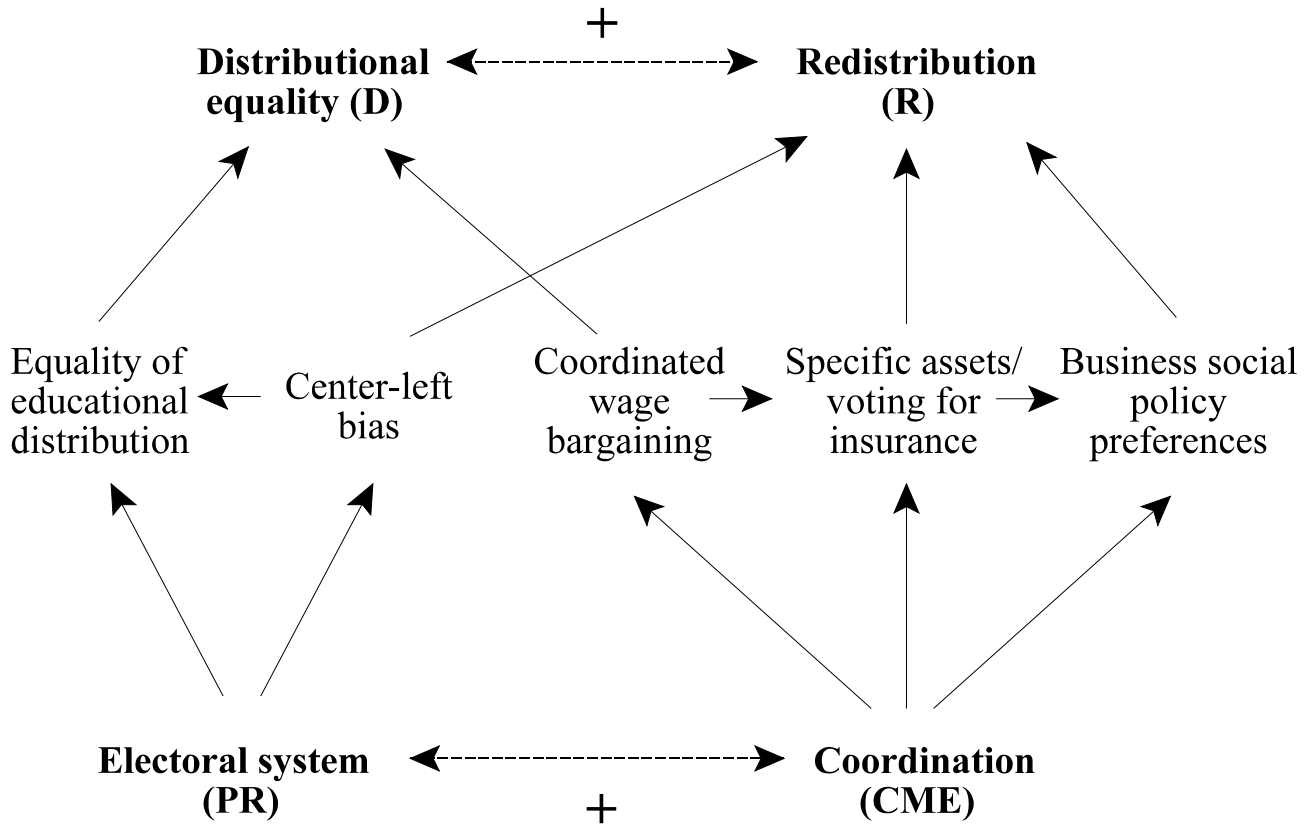 +
Distributional
equality (D)
Redistribution
(R)
Equality of
educational
distribution
Center-left
bias
Coordinated
wage
bargaining
Specific assets/
voting for
insurance
Business social
policy
preferences
Electoral system
(PR)
Coordination
(CME)
+